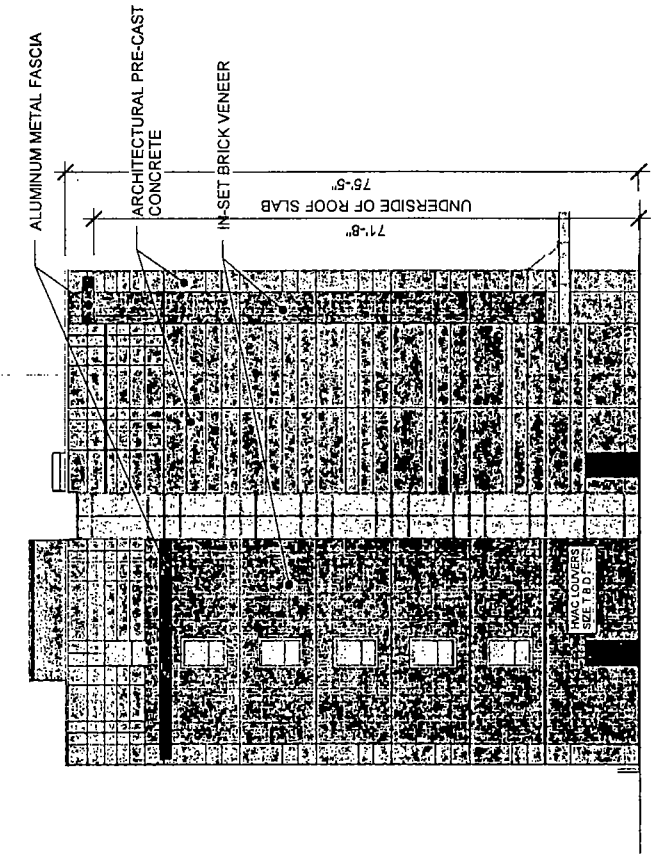 ALUMINUM METAL FASCIA
ARCHITECTURAL PRE-CAST
CONCRETE
IN-SET BRICK VENEER
75'-5"
UNDERSIDE OF ROOF SLAB
71'-8"
HVAC LOUVERS
SIZE T.B.D.